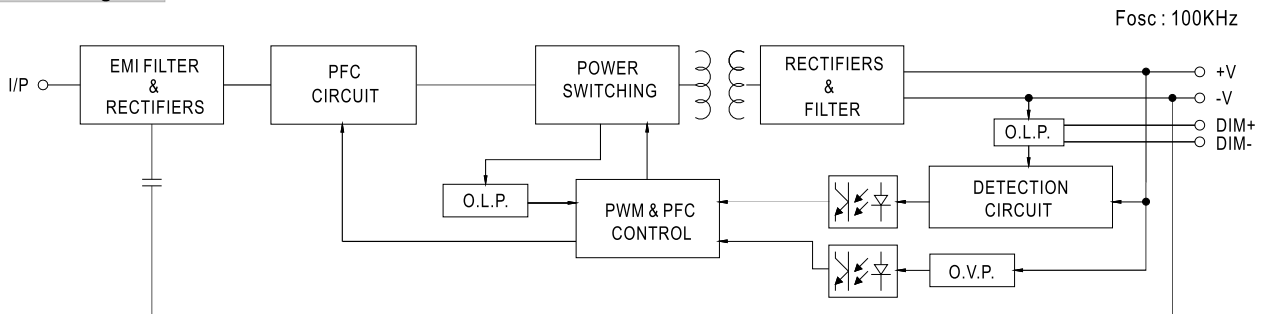 Fosc : 100KHz
I/P
EMI FILTER
&
RECTIFIERS
PFC
CIRCUIT
POWER
SWITCHING
RECTIFIERS
&
FILTER
+V
-V
DIM+
DIM-
O.L.P.
O.L.P.
PWM & PFC
CONTROL
DETECTION
CIRCUIT
O.V.P.